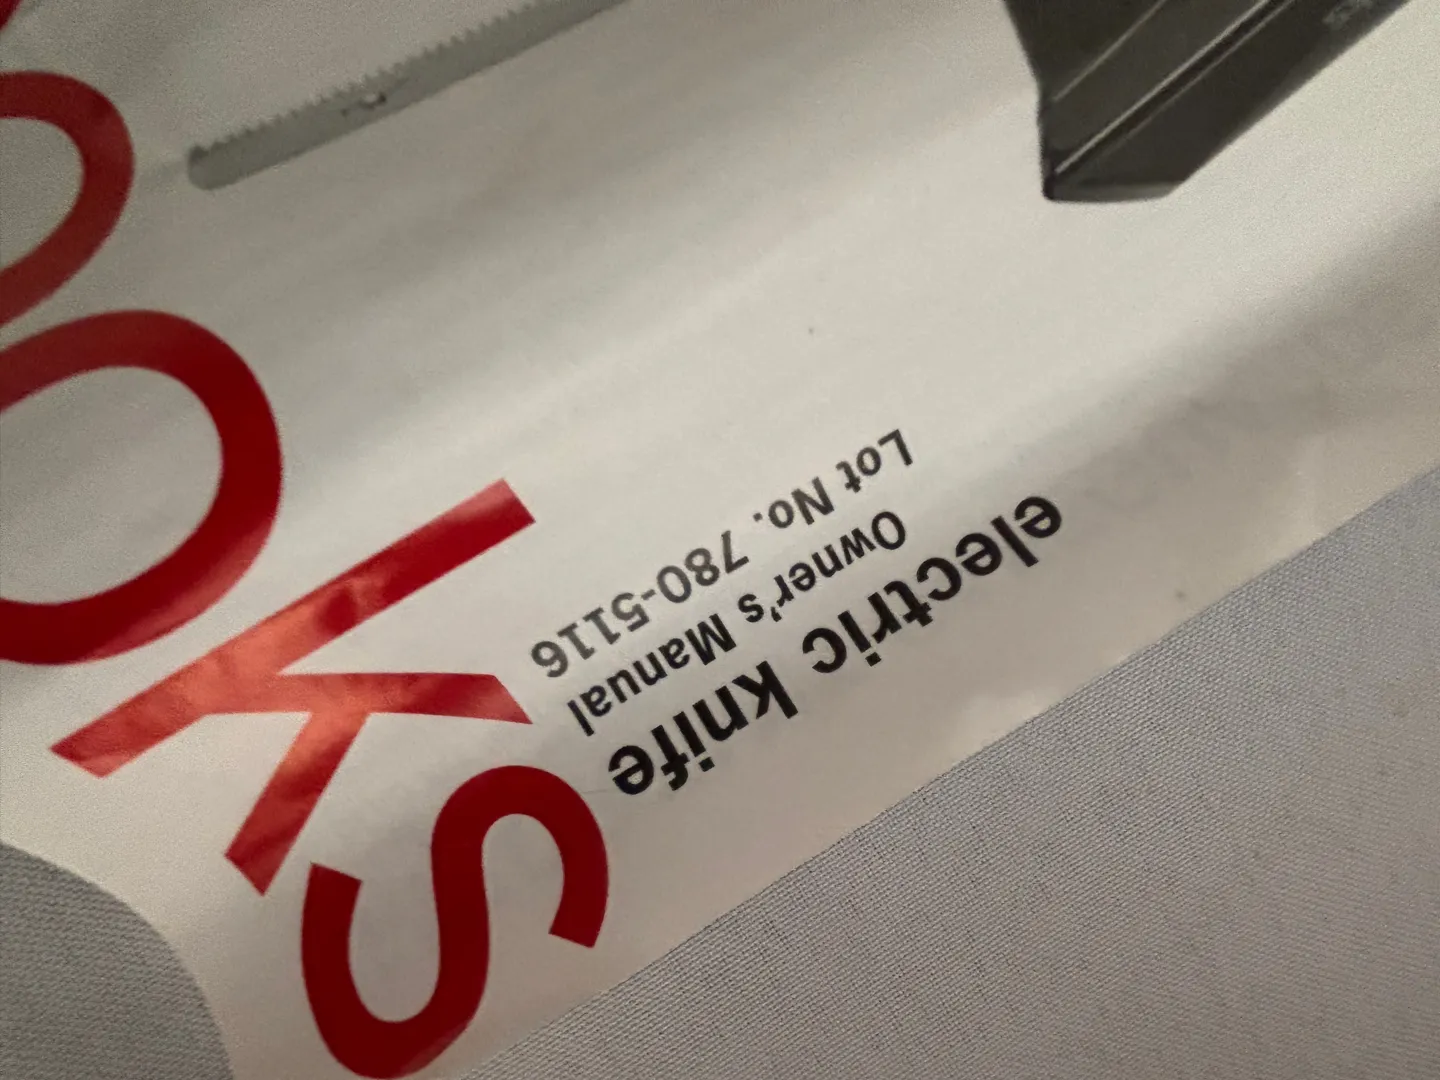 ooks
electric knife
Owner's Manual
Lot No. 780-5116